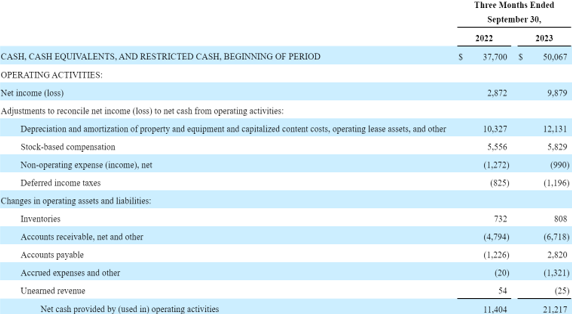 Three Months Ended
September 30,
2022 2023
CASH, CASH EQUIVALENTS, AND RESTRICTED CASH, BEGINNING OF PERIOD $ 37,700 $ 50,067
OPERATING ACTIVITIES:
Net income (loss) 2,872 9,879
Adjustments to reconcile net income (loss) to net cash from operating activities:
Depreciation and amortization of property and equipment and capitalized content costs, operating lease assets, and other 10,327 12,131
Stock-based compensation 5,556 5,829
Non-operating expense (income), net (1,272) (990)
Deferred income taxes (825) (1,196)
Changes in operating assets and liabilities:
Inventories 732 808
Accounts receivable, net and other (4,794) (6,718)
Accounts payable (1,226) 2,820
Accrued expenses and other (20) (1,321)
Unearned revenue 54 (25)
Net cash provided by (used in) operating activities 11,404 21,217